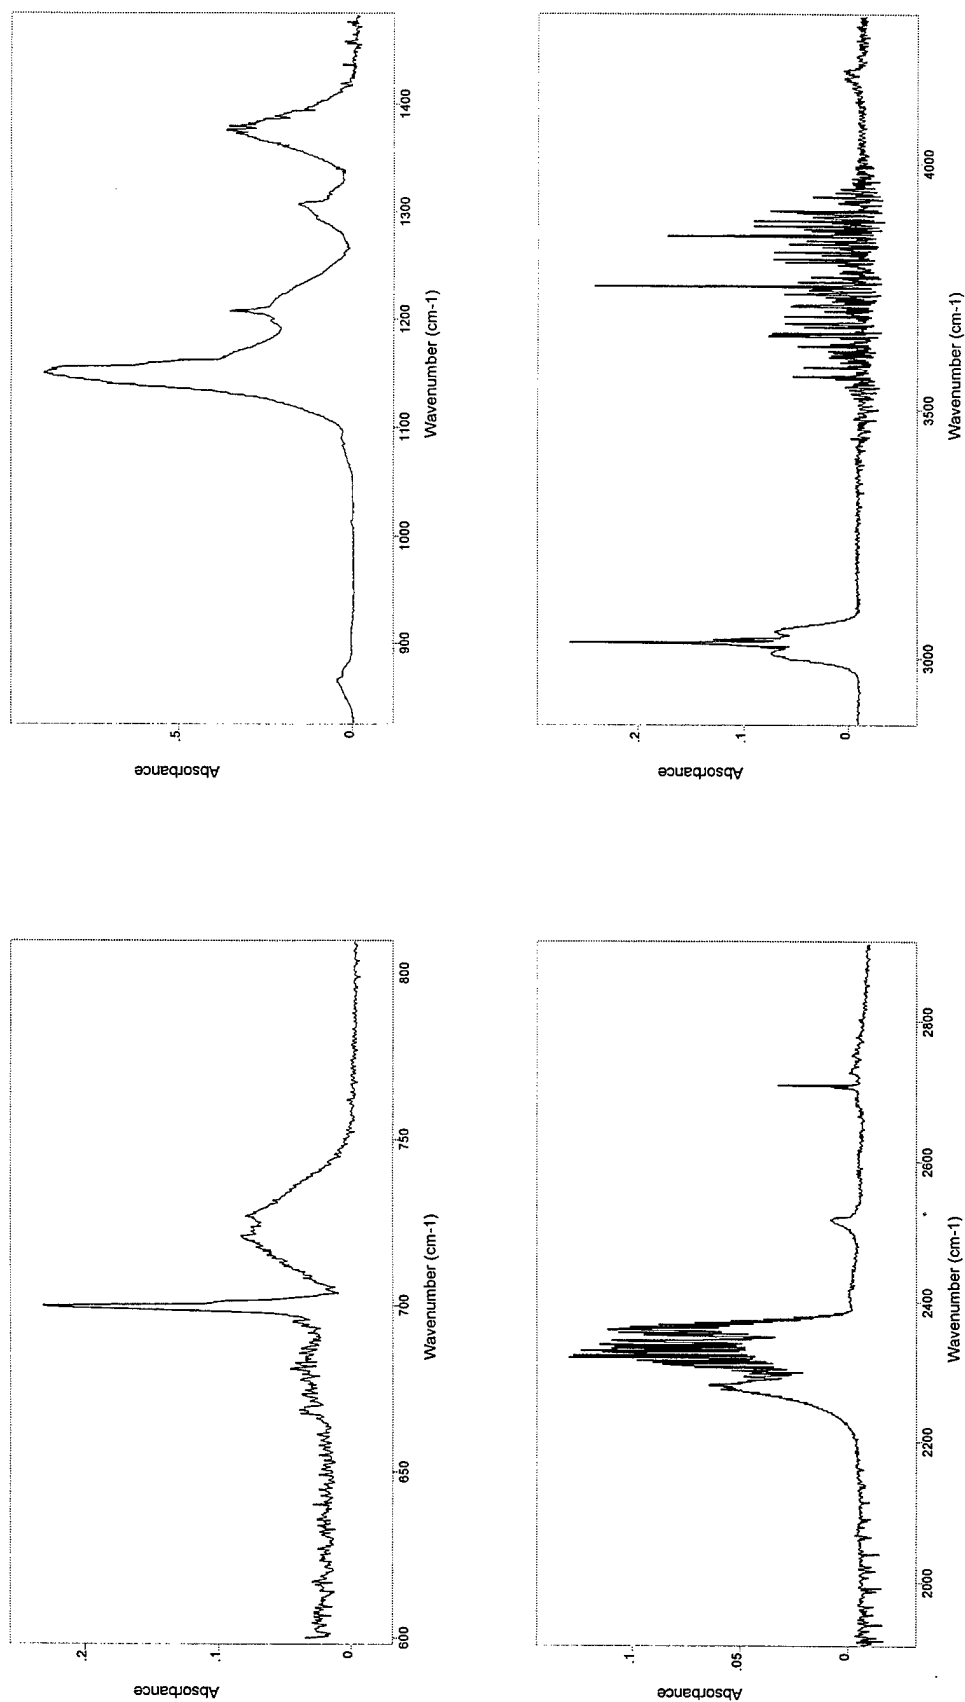 Absorbance
.2
.1
0.
600 650 700 750 800
Wavenumber (cm-1)
Absorbance
.5
0.
900 1000 1100 1200 1300 1400
Wavenumber (cm-1)
Absorbance
.1
.05
0.
2000 2200 2400 2600 2800
Wavenumber (cm-1)
Absorbance
.2
.1
0.
3000 3500 4000
Wavenumber (cm-1)